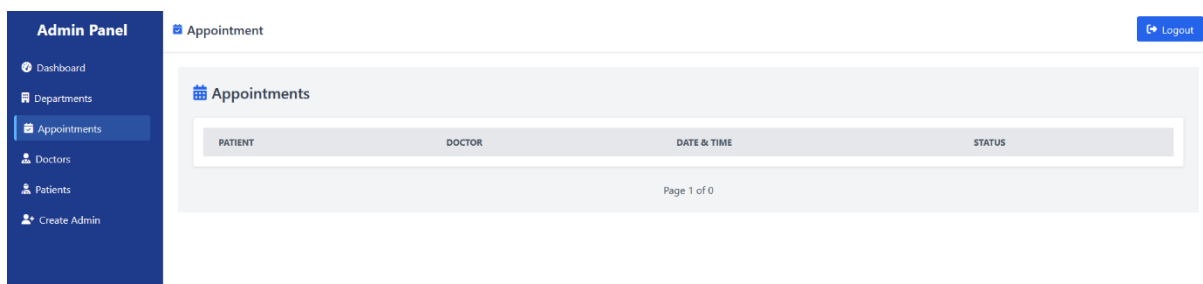 Admin Panel
Dashboard
Departments
Appointments
Doctors
Patients
Create Admin
Appointment
Logout
Appointments
PATIENT DOCTOR DATE & TIME STATUS
Page 1 of 0